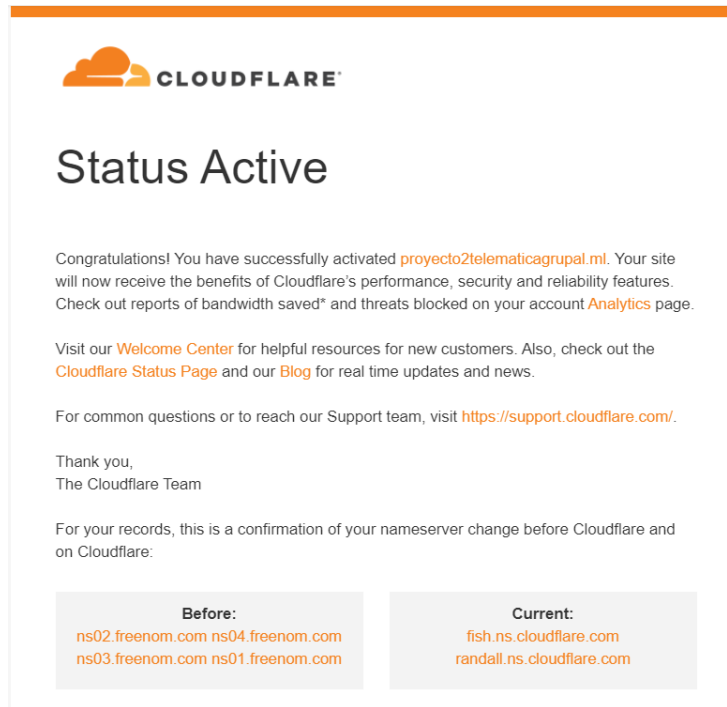 CLOUDFLARE
Status Active
Congratulations! You have successfully activated proyecto2telematicagrupal.ml. Your site
will now receive the benefits of Cloudflare's performance, security and reliability features.
Check out reports of bandwidth saved* and threats blocked on your account Analytics page.
Visit our Welcome Center for helpful resources for new customers. Also, check out the
Cloudflare Status Page and our Blog for real time updates and news.
For common questions or to reach our Support team, visit https://support.cloudflare.com/.
Thank you,
The Cloudflare Team
For your records, this is a confirmation of your nameserver change before Cloudflare and
on Cloudflare:
Before:
ns02.freenom.com ns04.freenom.com
ns03.freenom.com ns01.freenom.com
Current:
fish.ns.cloudflare.com
randall.ns.cloudflare.com